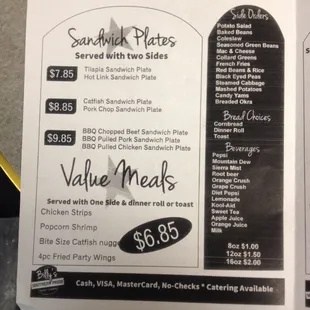 Sandwich Plates
Served with two Sides
$7.85
Tilapia Sandwich Plate
Hot Link Sandwich Plate
$8.85
Catfish Sandwich Plate
Pork Chop Sandwich Plate
$9.85
BBQ Chopped Beef Sandwich Plate
BBQ Pulled Pork Sandwich Plate
BBQ Pulled Chicken Sandwich Plate
Value Meals
Served with One Side & dinner roll or toast
Chicken Strips
Popcorn Shrimp
Bite Size Catfish nugg
4pc Fried Party Wings
$6.85
Side Orders
Potato Salad
Baked Beans
Coleslaw
Seasoned Green Beans
Mac & Cheese
Collard Greens
French Fries
Red Beans & Rice
Black Eyed Peas
Steamed Cabbage
Mashed Potatoes
Candy Yams
Breaded Okra
Bread Choices
Cornbread
Dinner Roll
Toast
Beverages
Pepsi
Mountain Dew
Sierra Mist
Root beer
Orange Crush
Grape Crush
Diet Pepsi
Lemonade
Kool-Aid
Sweet Tea
Apple Juice
Orange Juice
Milk
8oz $1.00
12oz $1.50
16oz $2.00
Billy's
Cash, VISA, MasterCard, No-Checks * Catering Available